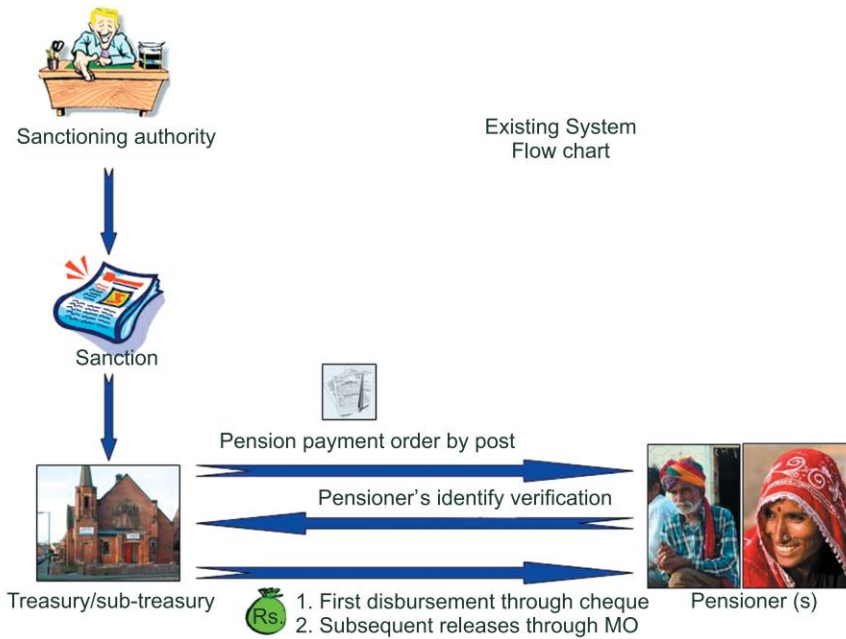 Sanctioning authority
Existing System
Flow chart
Sanction
Pension payment order by post
Pensioner's identify verification
Treasury/sub-treasury
Rs.
1. First disbursement through cheque
2. Subsequent releases through MO
Pensioner (s)